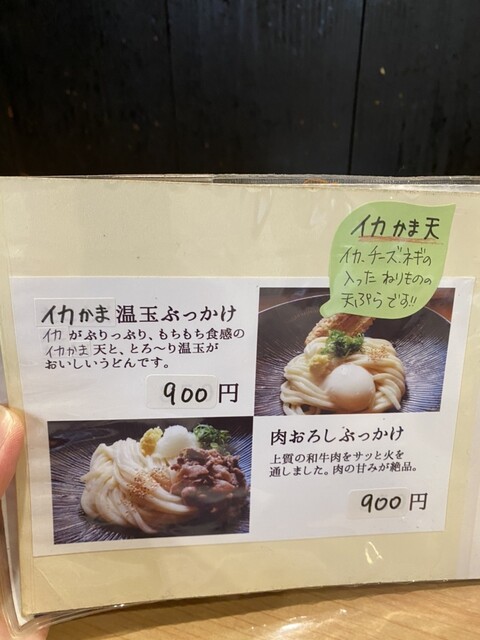 イカかま天
イカ、チーズ、ネギの
入ったねりものの
天ぷらです!!
イカかま温玉ぶっかけ
イカがぷりっぷり、もちもち食感の
イカかま天と、とろ〜り温玉が
おいしいうどんです。
900円
肉おろしぶっかけ
上質の和牛肉をサッと火を
通しました。肉の甘みが絶品。
900円